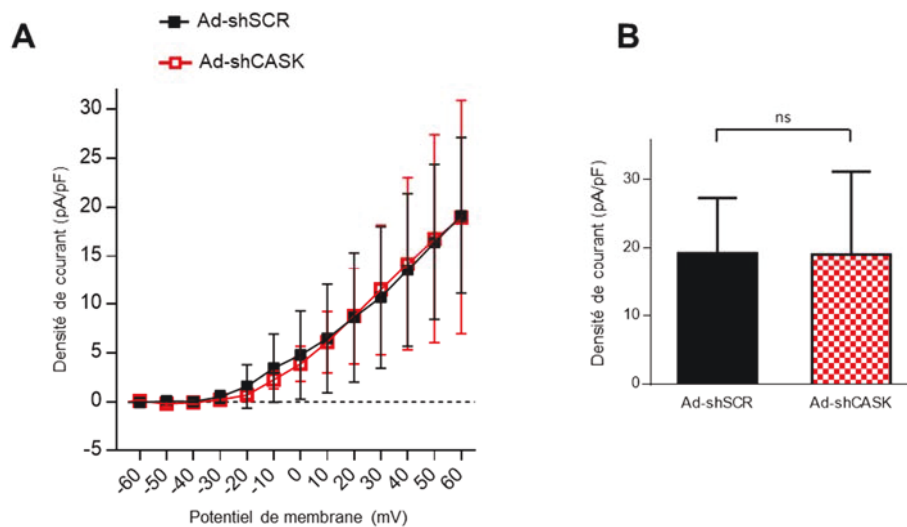 A
Ad-shSCR
Ad-shCASK
Densité de courant (pA/pF)
30
25
20
15
10
5
0
-5
-60
-50
-40
-30
-20
-10
0
10
20
30
40
50
60
Potentiel de membrane (mV)
B
ns
Densité de courant (pA/pF)
30
20
10
0
Ad-shSCR
Ad-shCASK